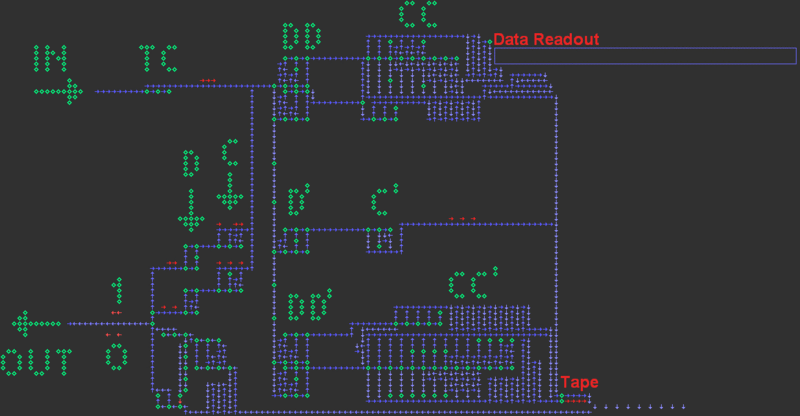 CC
DD
Data Readout
IN
TC
C
D
D'
C'
CC'
1
DD'
OUT
0
Tape